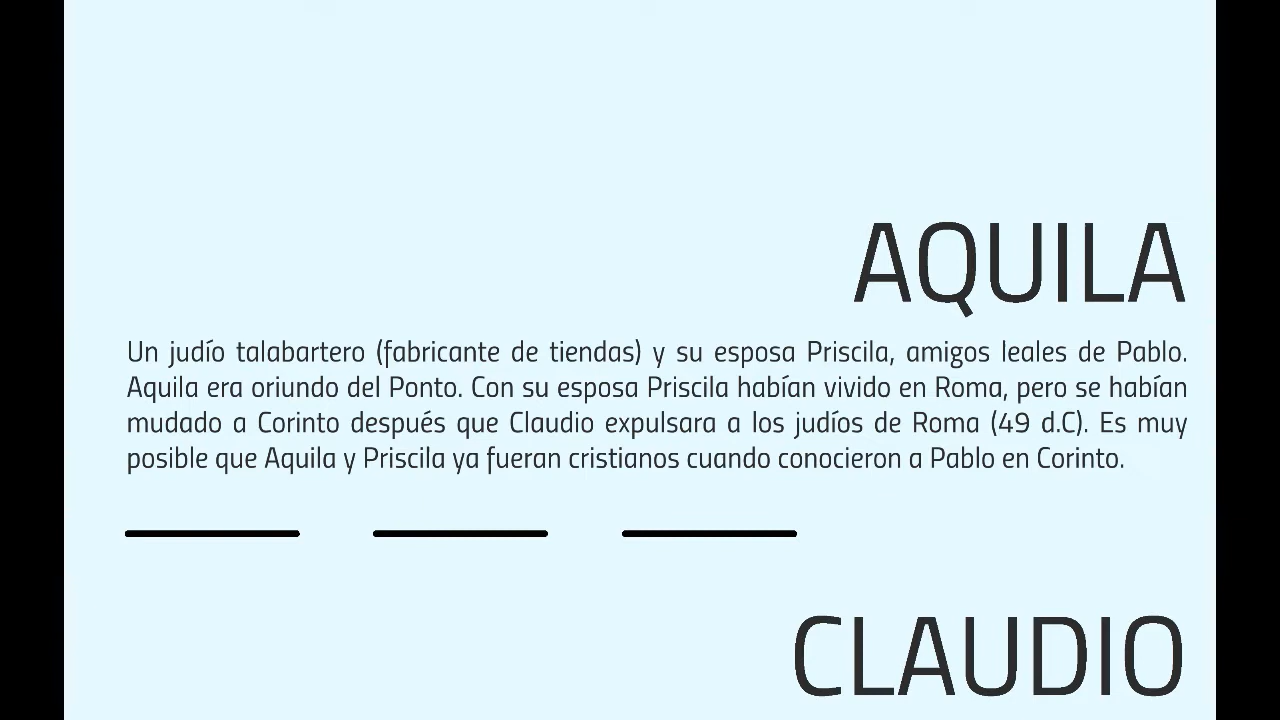 AQUILA
Un judío talabartero (fabricante de tiendas) y su esposa Priscila, amigos leales de Pablo.
Aquila era oriundo del Ponto. Con su esposa Priscila habían vivido en Roma, pero se habían
mudado a Corinto después que Claudio expulsara a los judíos de Roma (49 d.C). Es muy
posible que Aquila y Priscila ya fueran cristianos cuando conocieron a Pablo en Corinto.
CLAUDIO